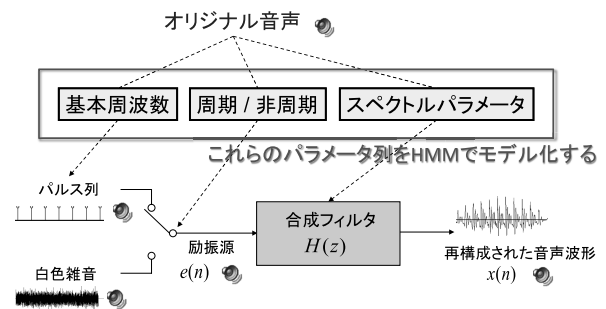 オリジナル音声
基本周波数
周期 / 非周期
スペクトルパラメータ
これらのパラメータ列をHMMでモデル化する
パルス列
白色雑音
励振源
e(n)
合成フィルタ
H(z)
再構成された音声波形
x(n)